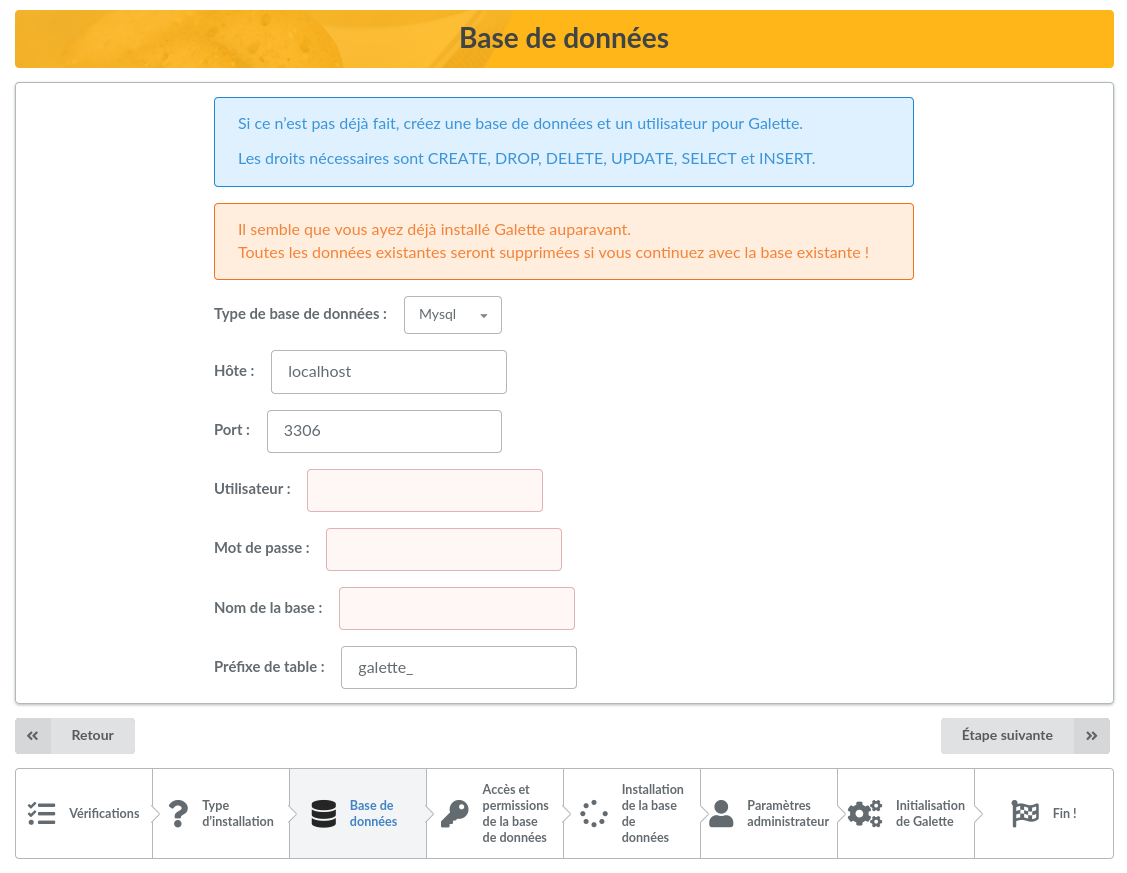 Base de données
Si ce n’est pas déjà fait, créez une base de données et un utilisateur pour Galette.
Les droits nécessaires sont CREATE, DROP, DELETE, UPDATE, SELECT et INSERT.
Il semble que vous ayez déjà installé Galette auparavant.
Toutes les données existantes seront supprimées si vous continuez avec la base existante !
Type de base de données : Mysql
Hôte : localhost
Port : 3306
Utilisateur :
Mot de passe :
Nom de la base :
Préfixe de table : galette_
Retour
Étape suivante
Vérifications
Type
d’installation
Base de
données
Accès et
permissions
de la base
de données
Installation
de la base
de
données
Paramètres
administrateur
Initialisation
de Galette
Fin !